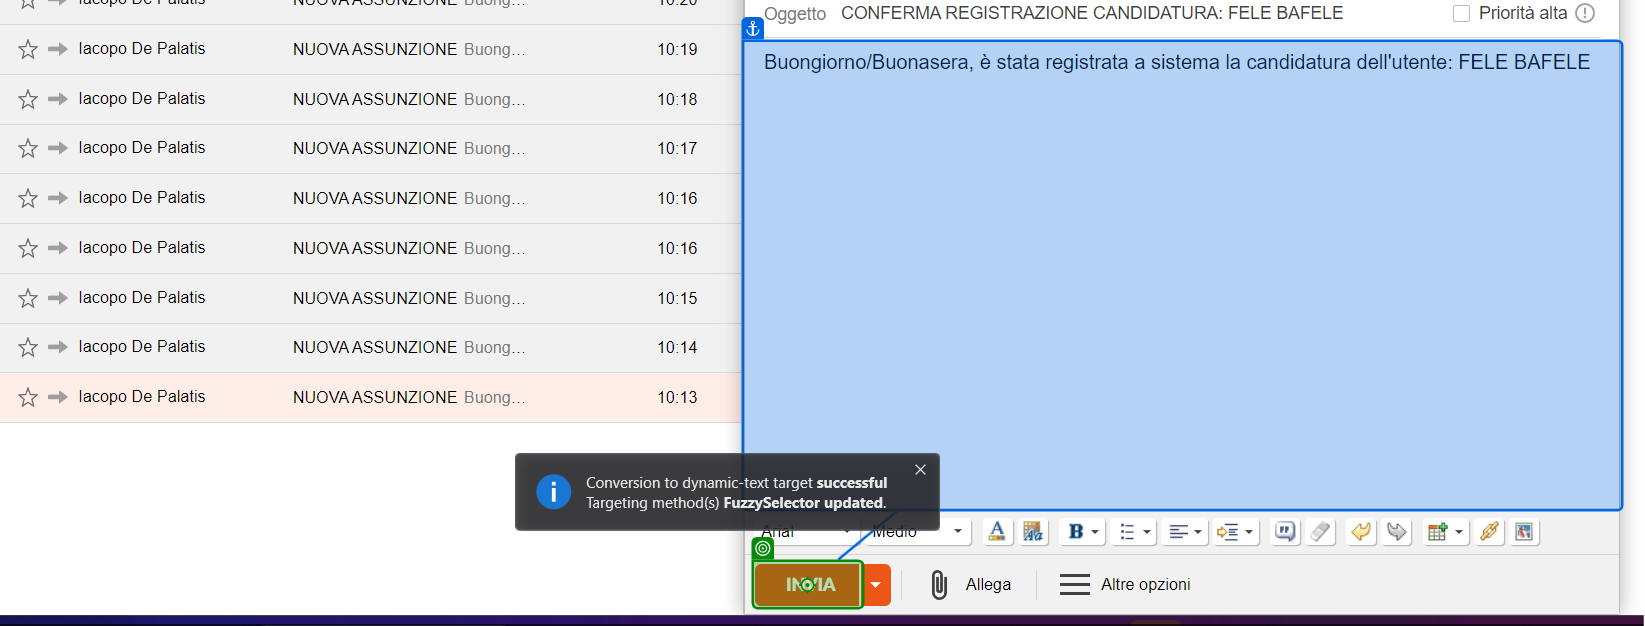 NUOVA ASSUNZIONE Buong... 10:20
Iacopo De Palatis NUOVA ASSUNZIONE Buong... 10:19
Iacopo De Palatis NUOVA ASSUNZIONE Buong... 10:18
Iacopo De Palatis NUOVA ASSUNZIONE Buong... 10:17
Iacopo De Palatis NUOVA ASSUNZIONE Buong... 10:16
Iacopo De Palatis NUOVA ASSUNZIONE Buong... 10:16
Iacopo De Palatis NUOVA ASSUNZIONE Buong... 10:15
Iacopo De Palatis NUOVA ASSUNZIONE Buong... 10:14
Iacopo De Palatis NUOVA ASSUNZIONE Buong... 10:13
Oggetto CONFERMA REGISTRAZIONE CANDIDATURA: FELE BAFELE Priorità alta
Buongiorno/Buonasera, è stata registrata a sistema la candidatura dell'utente: FELE BAFELE
Conversion to dynamic-text target successful
Targeting method(s) FuzzySelector updated.
Arial Medio
INVIA Allega Altre opzioni